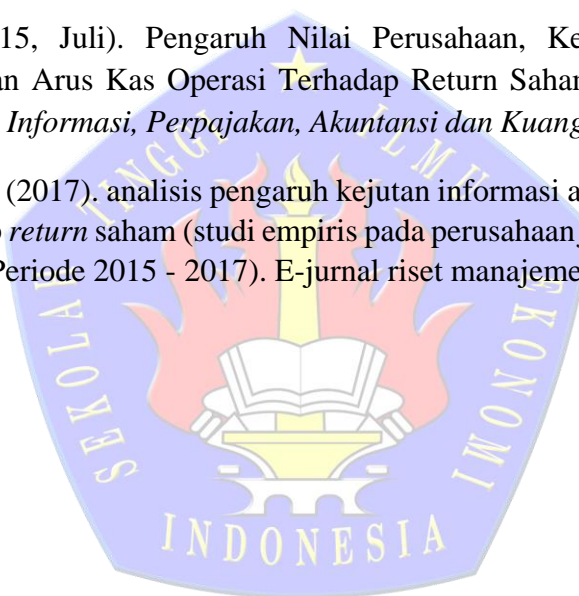 15, Juli). Pengaruh Nilai Perusahaan, Ke
an Arus Kas Operasi Terhadap Return Saham
Informasi, Perpajakan, Akuntansi dan Kuang
(2017). analisis pengaruh kejutan informasi a
return saham (studi empiris pada perusahaan
Periode 2015 - 2017). E-jurnal riset manajeme
SEKOLAH TINGGI ILMU EKONOMI
INDONESIA